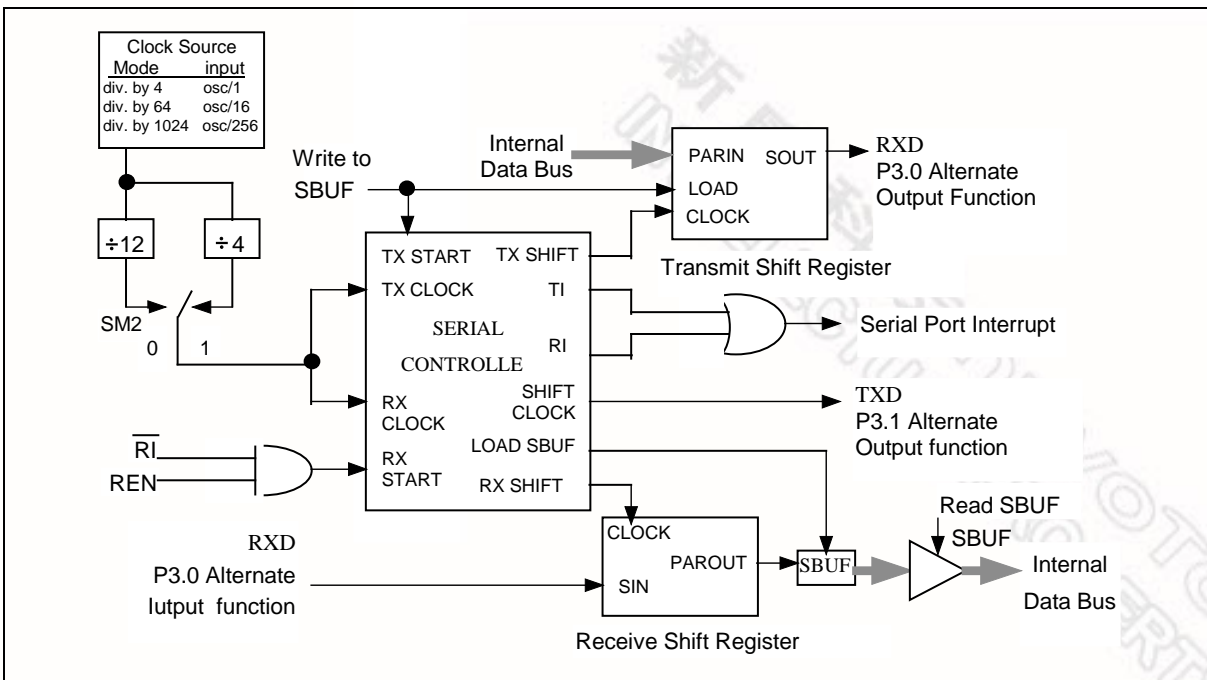 Clock Source
Mode input
div. by 4 osc/1
div. by 64 osc/16
div. by 1024 osc/256
÷12
÷4
SM2
0 1
Write to
SBUF
Internal
Data Bus
PARIN SOUT
LOAD
CLOCK
RXD
P3.0 Alternate
Output Function
Transmit Shift Register
TX START TX SHIFT
TX CLOCK TI
SERIAL
CONTROLLE
RI
RX
CLOCK
SHIFT
CLOCK
LOAD SBUF
RX
START
RX SHIFT
Serial Port Interrupt
TXD
P3.1 Alternate
Output function
RI
REN
RXD
P3.0 Alternate
Iutput function
CLOCK
PAROUT
SIN
Receive Shift Register
SBUF
Read SBUF
SBUF
Internal
Data Bus